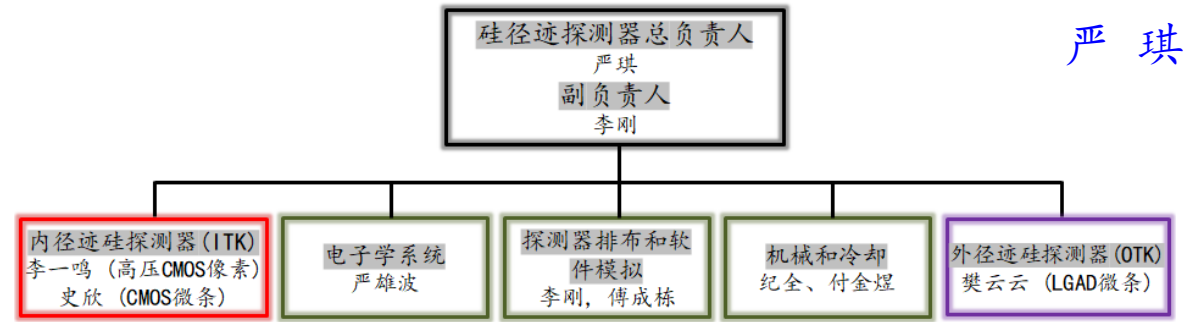 硅径迹探测器总负责人
严琪
副负责人
李刚
严 琪
内径迹硅探测器(ITK)
李一鸣 (高压CMOS像素)
史欣 (CMOS微条)
电子学系统
严雄波
探测器排布和软
件模拟
李刚, 傅成栋
机械和冷却
纪全、付金煜
外径迹硅探测器(OTK)
樊云云 (LGAD微条)